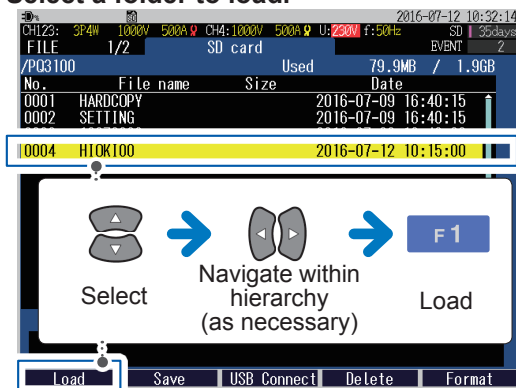 Select a folder to load.
2016-07-12 10:32:14
CH123: 3P4W 1000V 500A CH4:1000V 500A U:230V f:50Hz SD 35days
FILE 1/2 SD card EVENT 2
/PQ3100 Used 79.9MB / 1.9GB
No. File name Size Date
0001 HARDCOPY 2016-07-09 16:40:15
0002 SETTING 2016-07-09 16:40:15
0004 HIOKI00 2016-07-12 10:15:00
F 1
Select
Navigate within
hierarchy
(as necessary)
Load
Load Save USB Connect Delete Format